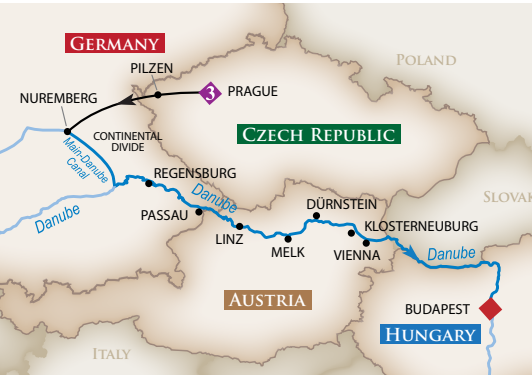 GERMANY
POLAND
PILZEN
3
PRAGUE
NUREMBERG
CONTINENTAL
DIVIDE
CZECH REPUBLIC
Main-Danube
Canal
REGENSBURG
Danube
SLOVAK
DÜRNSTEIN
Danube
PASSAU
KLOSTERNEUBURG
LINZ
MELK
VIENNA
Danube
AUSTRIA
BUDAPEST
HUNGARY
ITALY